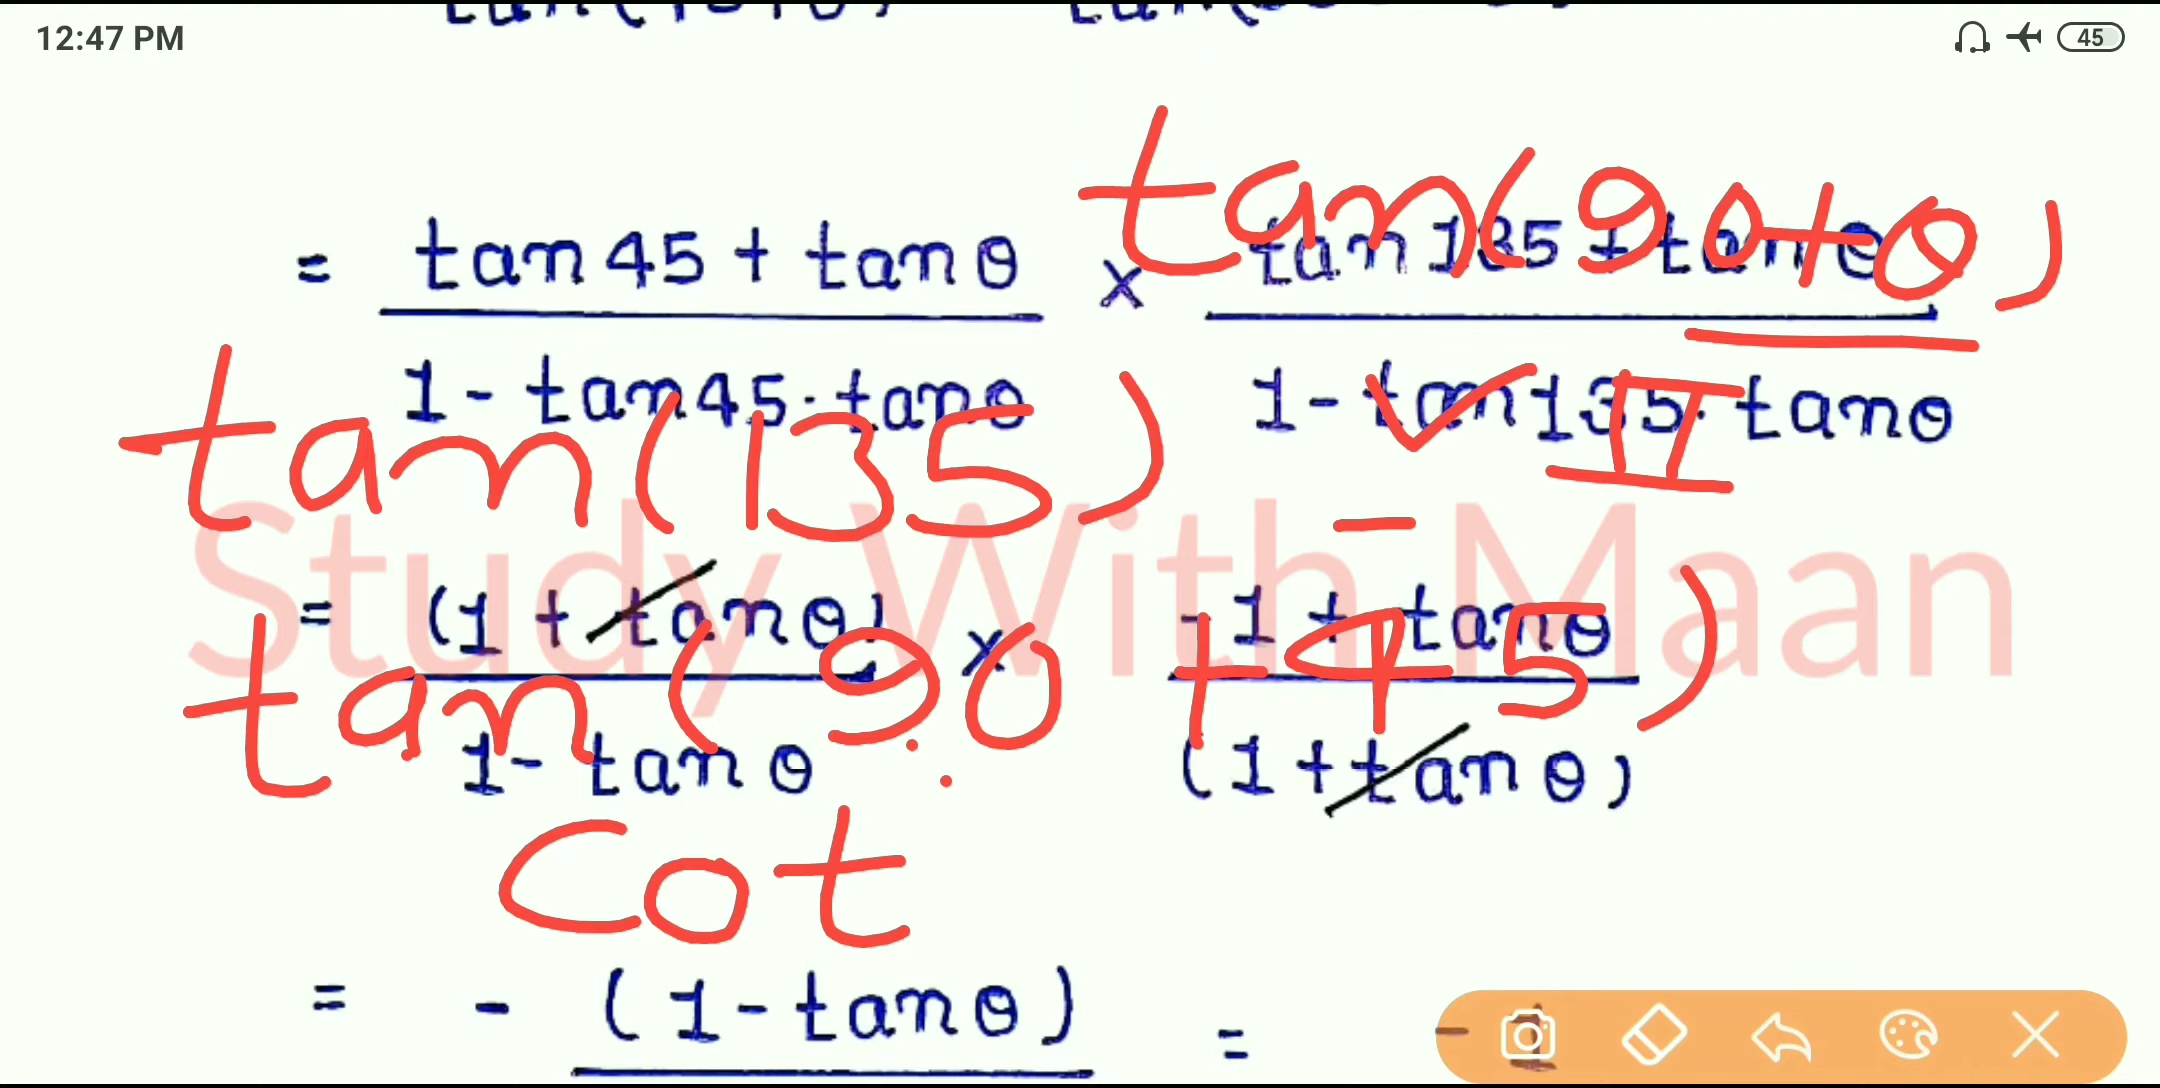 12:47 PM 45
tan(90+θ)
= tan45 + tanθ × tan135 + tanθ
1 - tan45·tanθ 1 - tan135·tanθ
tan(135) II
-
Study With Maan
= (1 + tanθ) × -1 + tanθ
tan(90+45)
1 - tanθ (1 + tanθ)
cot
= - (1 - tanθ) = - 1